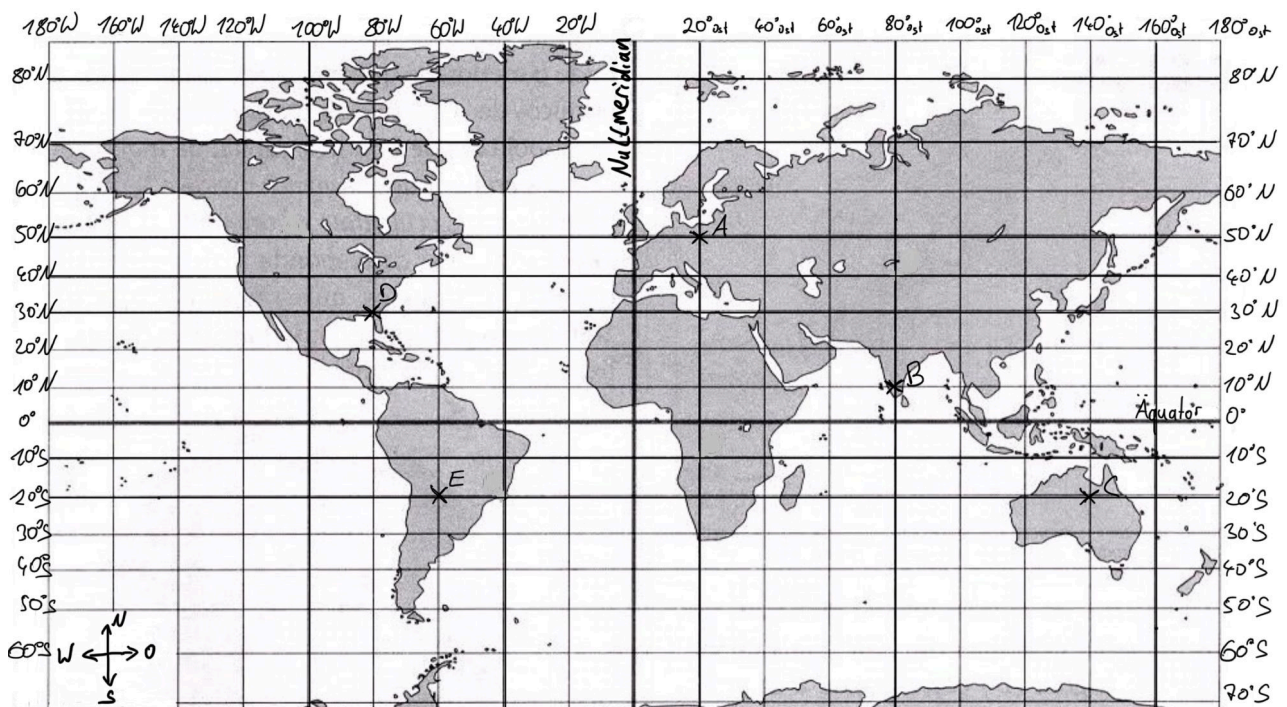 180°W 160°W 140°W 120°W 100°W 80°W 60°W 40°W 20°W 20°Ost 40°Ost 60°Ost 80°Ost 100°Ost 120°Ost 140°Ost 160°Ost 180°Ost
Nullmeridian
80°N 80°N
70°N 70°N
60°N 60°N
A
50°N 50°N
40°N 40°N
D
30°N 30°N
20°N 20°N
B
10°N 10°N
Äquator
0° 0°
10°S 10°S
E C
20°S 20°S
30°S 30°S
40°S 40°S
50°S 50°S
N
60°S W O 60°S
S
70°S